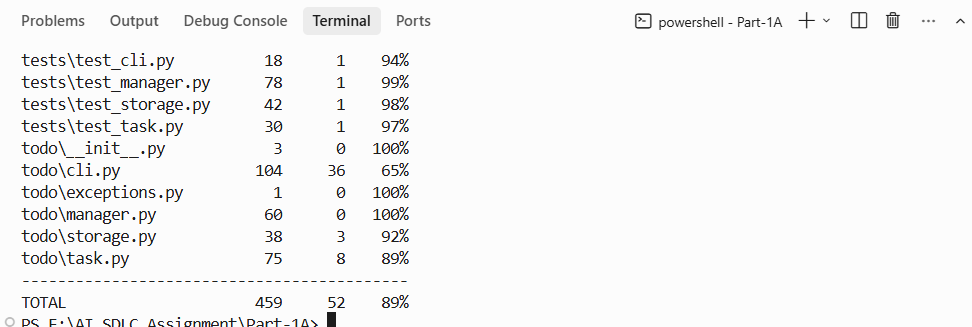 Problems Output Debug Console Terminal Ports powershell - Part-1A
tests\test_cli.py 18 1 94%
tests\test_manager.py 78 1 99%
tests\test_storage.py 42 1 98%
tests\test_task.py 30 1 97%
todo\__init__.py 3 0 100%
todo\cli.py 104 36 65%
todo\exceptions.py 1 0 100%
todo\manager.py 60 0 100%
todo\storage.py 38 3 92%
todo\task.py 75 8 89%
-------------------------------------------
TOTAL 459 52 89%
PS E:\AI_SDLC_Assignment\Part-1A>